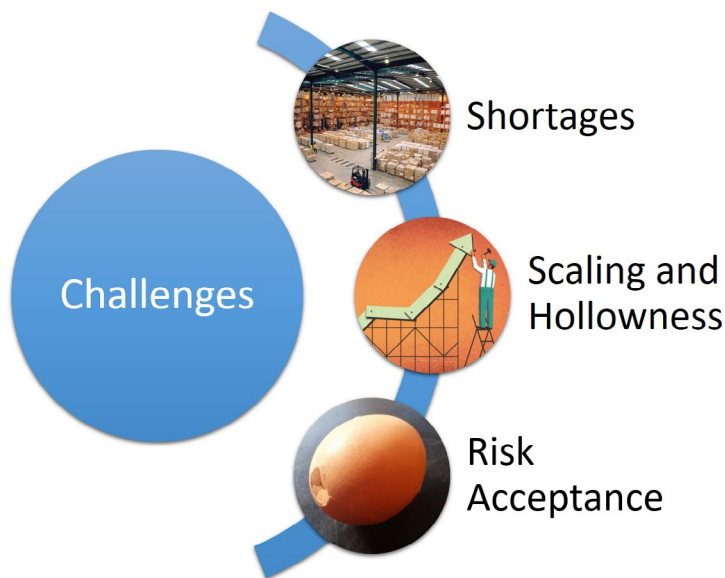 Challenges
Shortages
Scaling and
Hollowness
Risk
Acceptance